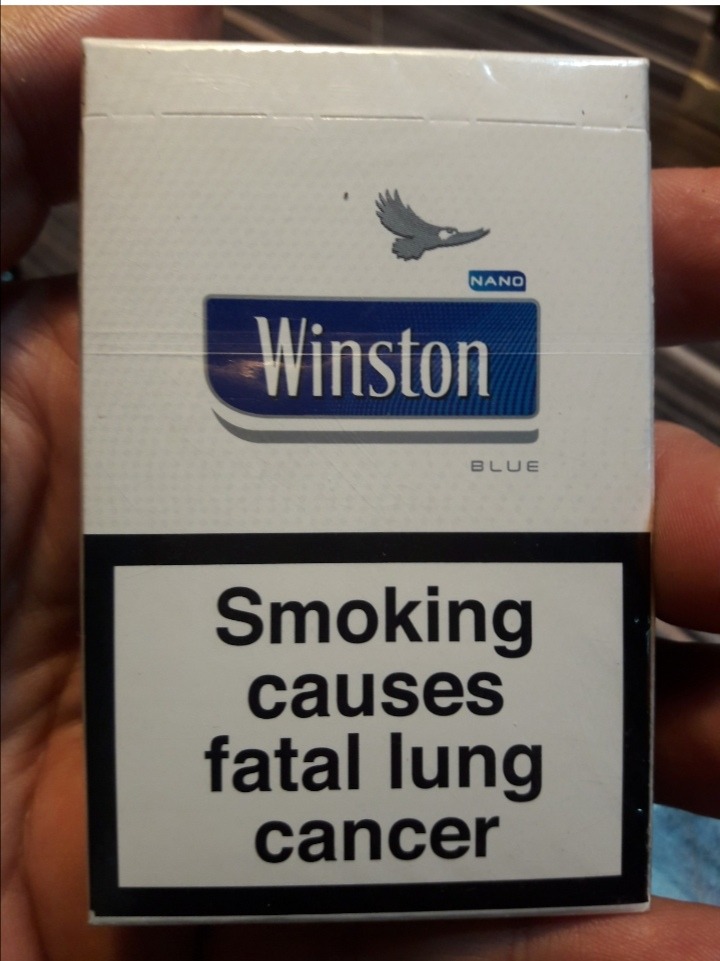 NANO
Winston
BLUE
Smoking
causes
fatal lung
cancer